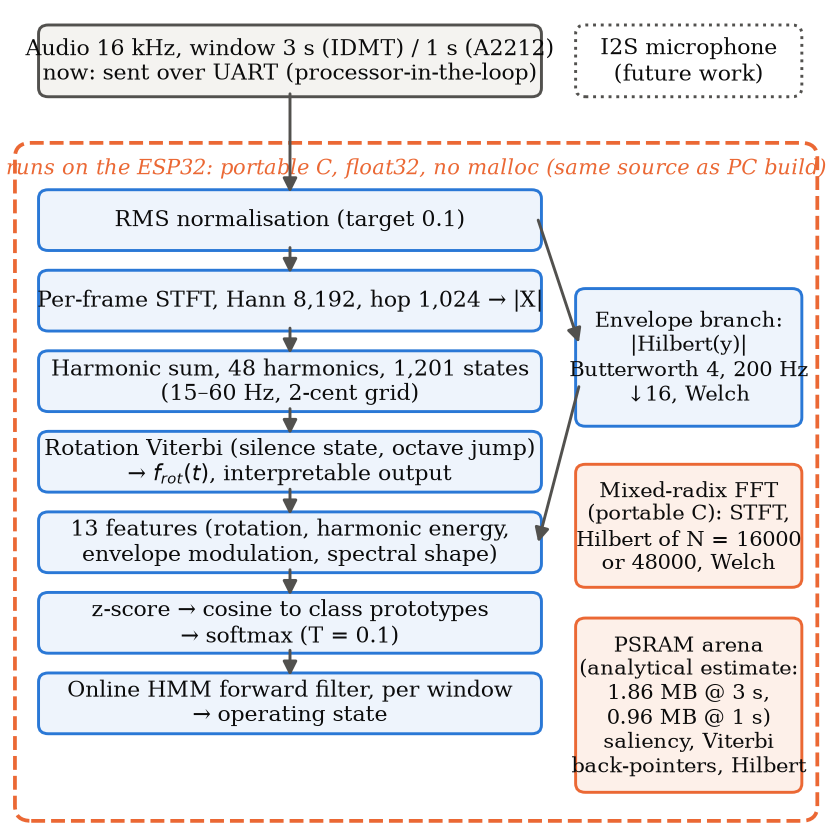 Audio 16 kHz, window 3 s (IDMT) / 1 s (A2212)
now: sent over UART (processor-in-the-loop)
I2S microphone
(future work)
runs on the ESP32: portable C, float32, no malloc (same source as PC build)
RMS normalisation (target 0.1)
Per-frame STFT, Hann 8,192, hop 1,024 → |X|
Harmonic sum, 48 harmonics, 1,201 states
(15–60 Hz, 2-cent grid)
Rotation Viterbi (silence state, octave jump)
→ f_rot(t), interpretable output
13 features (rotation, harmonic energy,
envelope modulation, spectral shape)
z-score → cosine to class prototypes
→ softmax (T = 0.1)
Online HMM forward filter, per window
→ operating state
Envelope branch:
|Hilbert(y)|
Butterworth 4, 200 Hz
↓16, Welch
Mixed-radix FFT
(portable C): STFT,
Hilbert of N = 16000
or 48000, Welch
PSRAM arena
(analytical estimate:
1.86 MB @ 3 s,
0.96 MB @ 1 s)
saliency, Viterbi
back-pointers, Hilbert